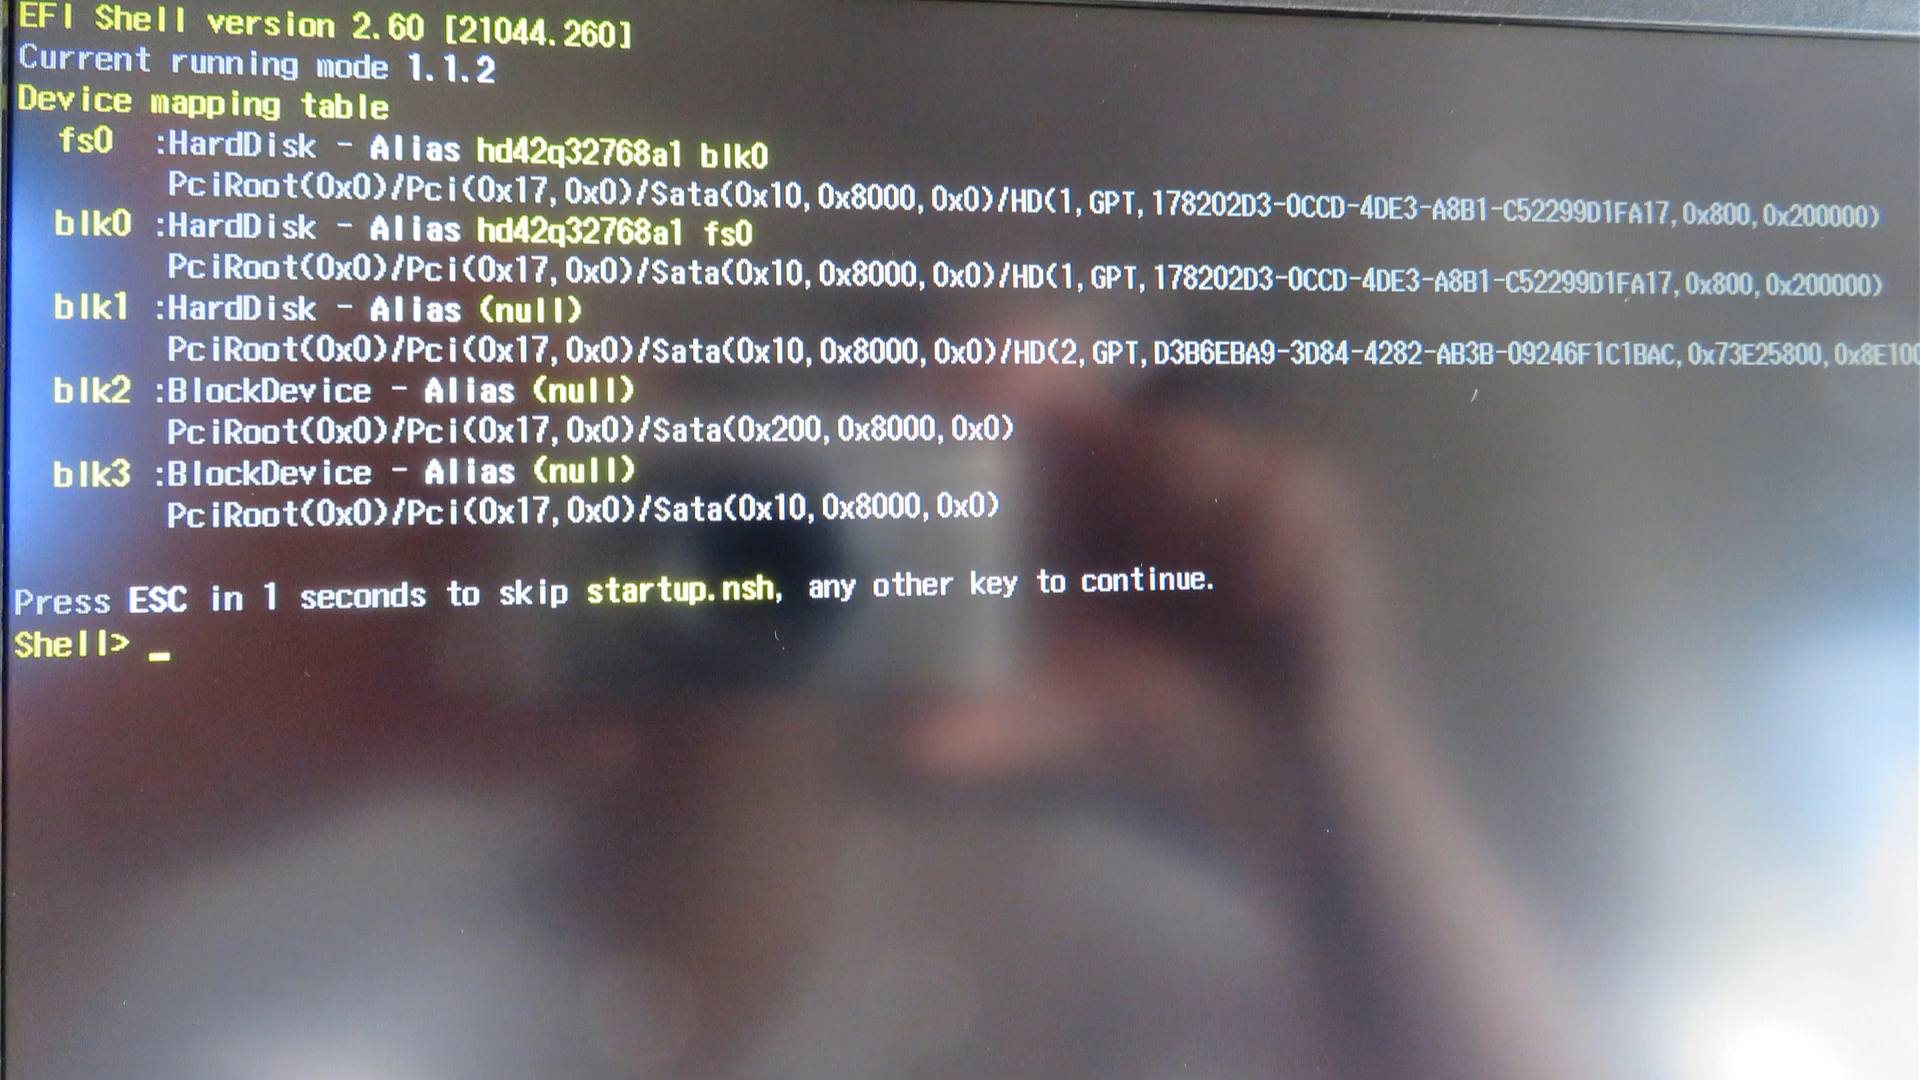 EFI Shell version 2.60 [21044.260]
Current running mode 1.1.2
Device mapping table
fs0 :HardDisk - Alias hd42q32768a1 blk0
PciRoot(0x0)/Pci(0x17,0x0)/Sata(0x10,0x8000,0x0)/HD(1,GPT,178202D3-0CCD-4DE3-A8B1-C52299D1FA17,0x800,0x200000)
blk0 :HardDisk - Alias hd42q32768a1 fs0
PciRoot(0x0)/Pci(0x17,0x0)/Sata(0x10,0x8000,0x0)/HD(1,GPT,178202D3-0CCD-4DE3-A8B1-C52299D1FA17,0x800,0x200000)
blk1 :HardDisk - Alias (null)
PciRoot(0x0)/Pci(0x17,0x0)/Sata(0x10,0x8000,0x0)/HD(2,GPT,D3B6EBA9-3D84-4282-AB3B-09246F1C1BAC,0x73E25800,0x8E100
blk2 :BlockDevice - Alias (null)
PciRoot(0x0)/Pci(0x17,0x0)/Sata(0x200,0x8000,0x0)
blk3 :BlockDevice - Alias (null)
PciRoot(0x0)/Pci(0x17,0x0)/Sata(0x10,0x8000,0x0)
Press ESC in 1 seconds to skip startup.nsh, any other key to continue.
Shell> _